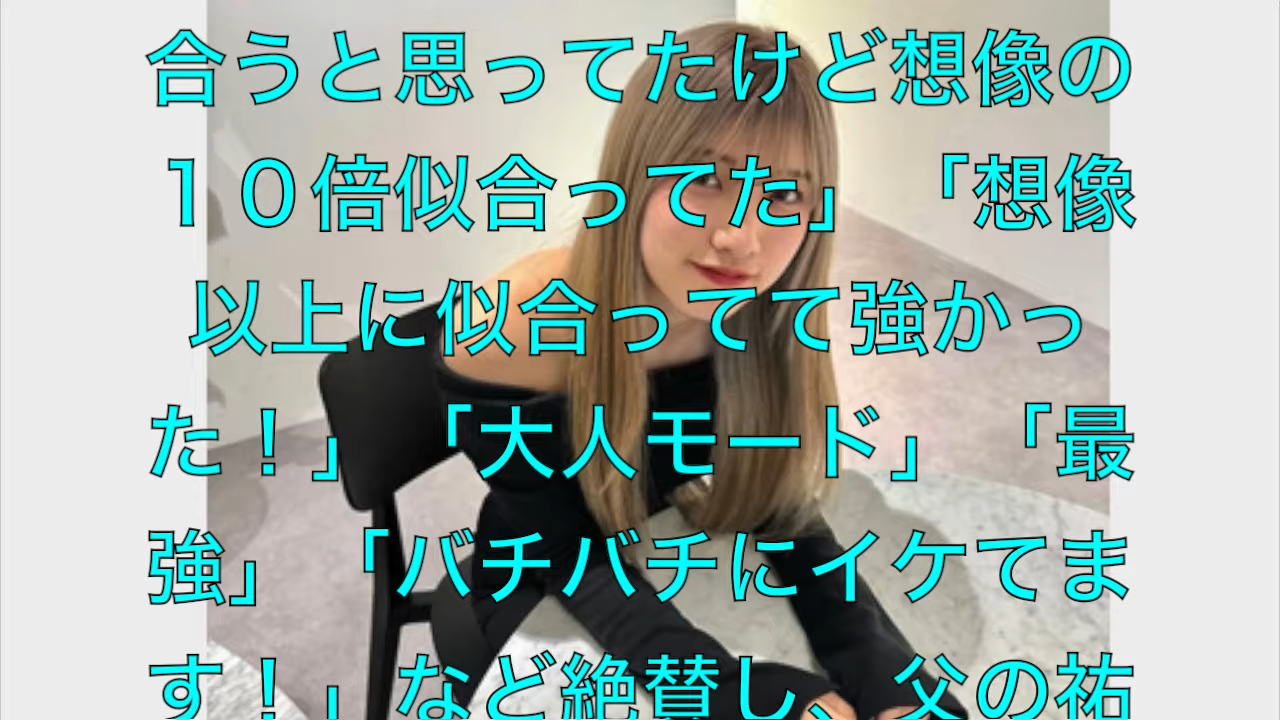 合うと思ってたけど想像の
１０倍似合ってた」「想像
以上に似合ってて強かっ
た！」「大人モード」「最
強」「バチバチにイケてま
す！」など絶賛し、父の祐